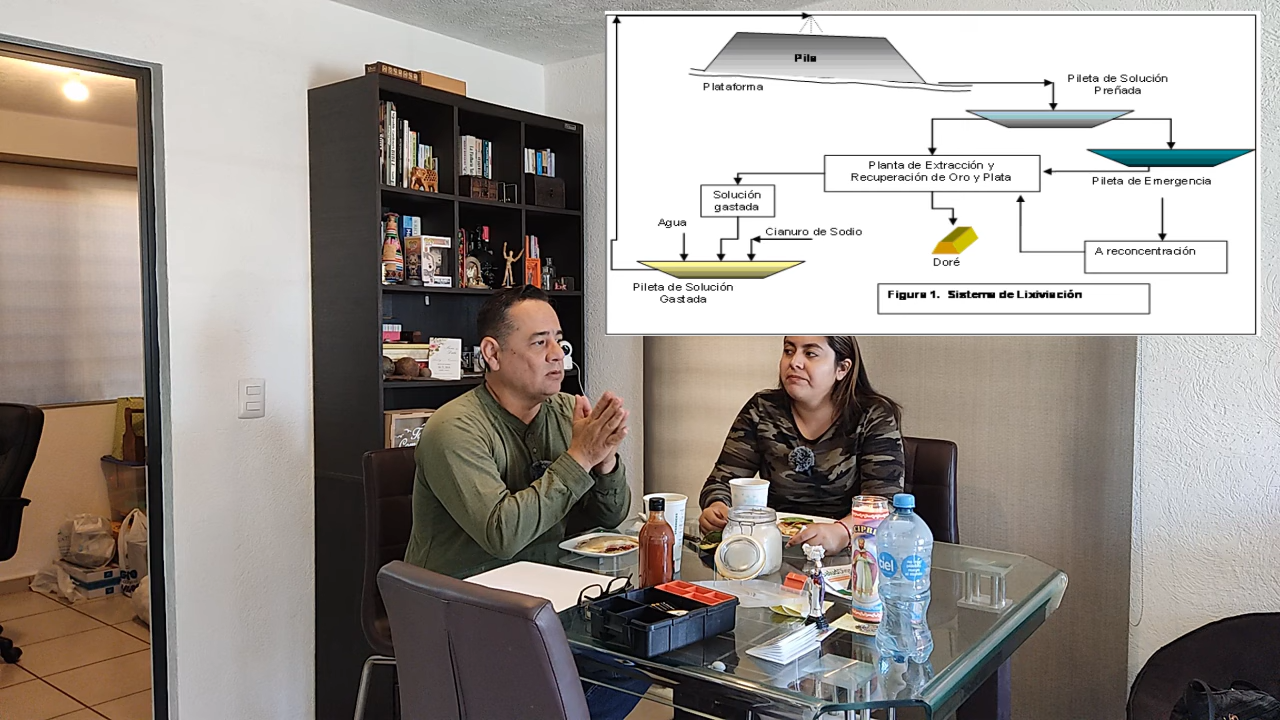 Pila
Plataforma
Pileta de Solución
Preñada
Planta de Extracción y
Recuperación de Oro y Plata
Pileta de Emergencia
Solución
gastada
Agua
Cianuro de Sodio
A reconcentración
Doré
Pileta de Solución
Gastada
Figura 1. Sistema de Lixiviación